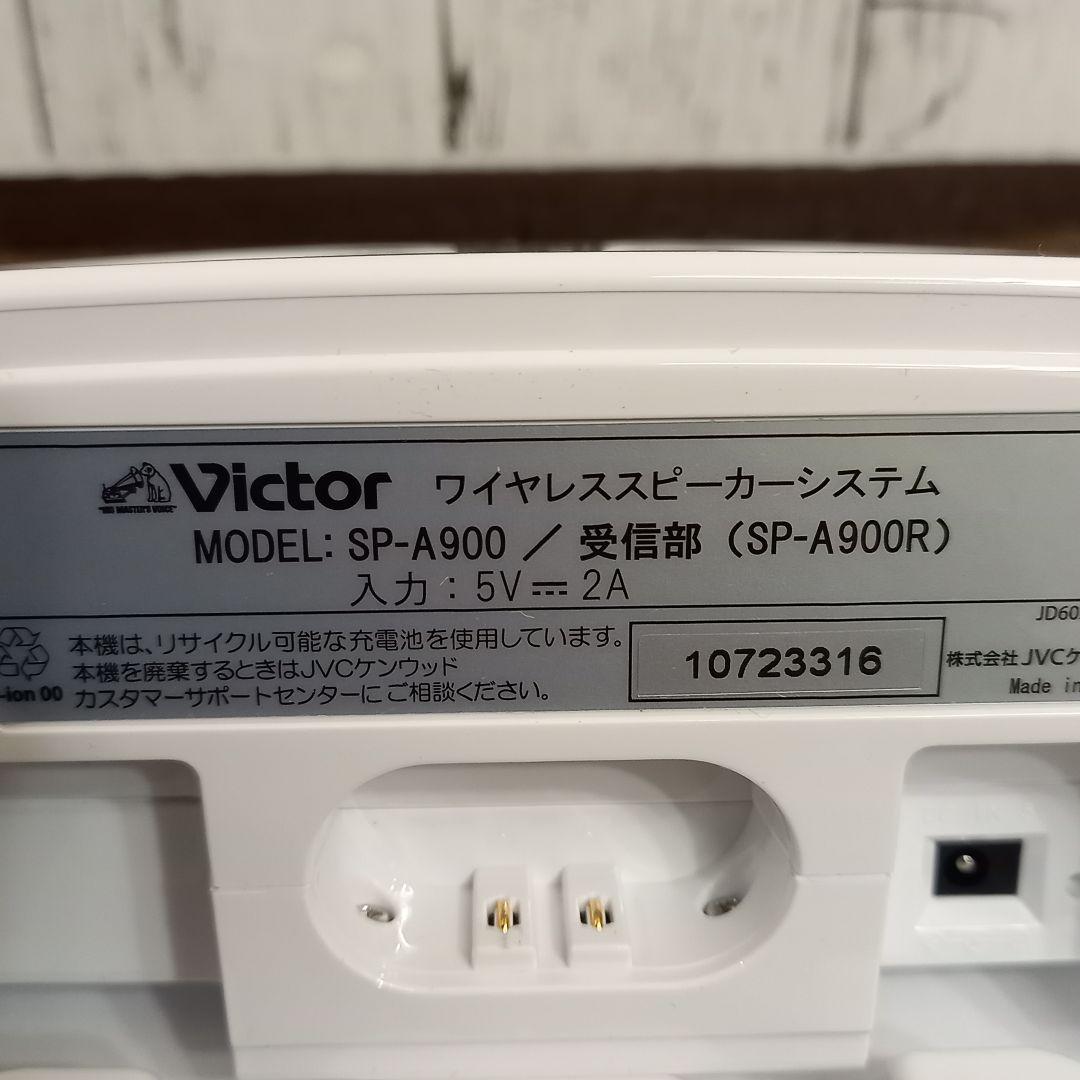 Victor ワイヤレススピーカーシステム
"HIS MASTER'S VOICE"
MODEL: SP-A900 / 受信部 (SP-A900R)
入力 : 5V⎓2A
JD60
本機は、リサイクル可能な充電池を使用しています。
本機を廃棄するときはJVCケンウッド
カスタマーサポートセンターにご相談ください。
-ion 00
10723316
株式会社JVCケ
Made in